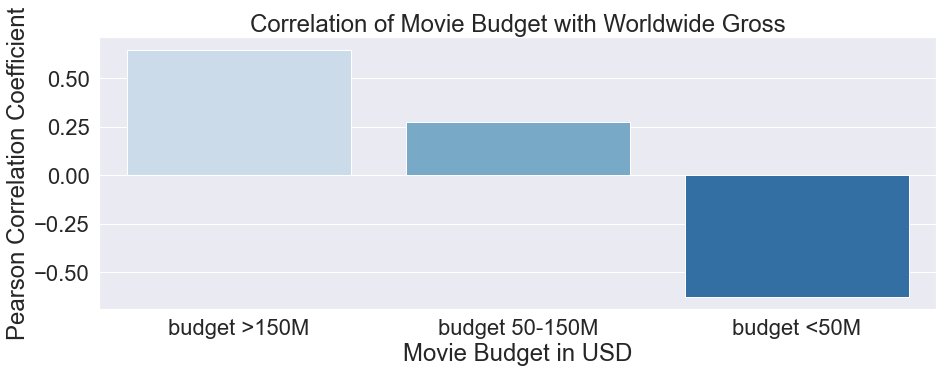 Correlation of Movie Budget with Worldwide Gross
Pearson Correlation Coefficient
0.50
0.25
0.00
−0.25
−0.50
budget >150M
budget 50-150M
budget <50M
Movie Budget in USD